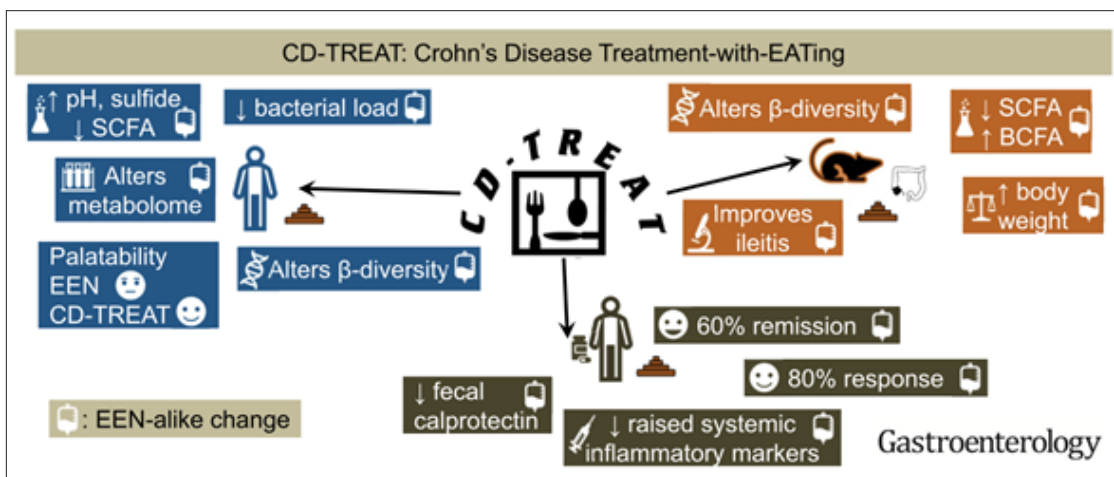 CD-TREAT: Crohn's Disease Treatment-with-EATing
↑ pH, sulfide
↓ SCFA
↓ bacterial load
Alters
metabolome
Palatability
EEN
CD-TREAT
Alters β-diversity
CD-TREAT
Alters β-diversity
↓ SCFA
↑ BCFA
Improves
ileitis
↑ body
weight
60% remission
80% response
↓ fecal
calprotectin
↓ raised systemic
inflammatory markers
: EEN-alike change
Gastroenterology